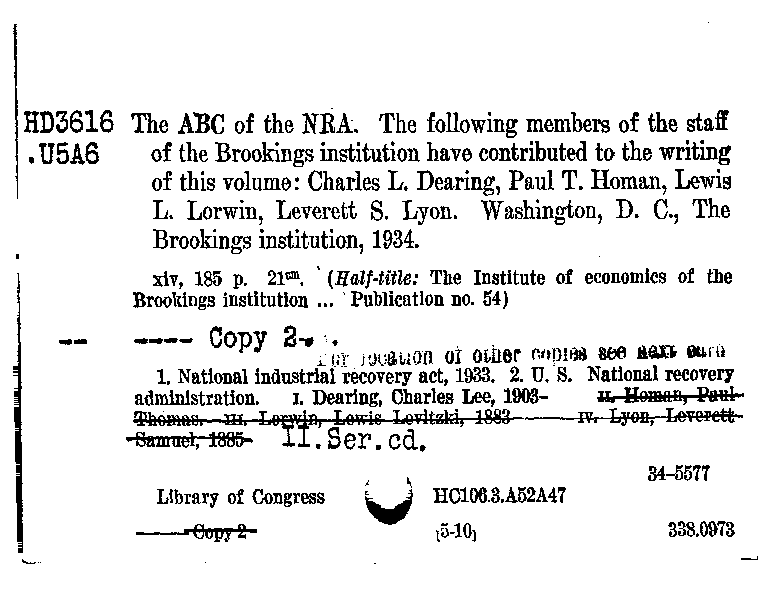 HD3616 The ABC of the NRA. The following members of the staff
.U5A6 of the Brookings institution have contributed to the writing
of this volume: Charles L. Dearing, Paul T. Homan, Lewis
L. Lorwin, Leverett S. Lyon. Washington, D. C., The
Brookings institution, 1934.
xiv, 185 p. 21cm. (Half-title: The Institute of economics of the
Brookings institution ... Publication no. 54)
-- ---- Copy 2-.
For location of other copies see next card
1. National industrial recovery act, 1933. 2. U. S. National recovery
administration. I. Dearing, Charles Lee, 1903- II. Homan, Paul
Thomas. III. Lorwin, Lewis Levitzki, 1883- IV. Lyon, Leverett
Samuel, 1885- II.Ser.cd.
34-5577
Library of Congress HC106.3.A52A47
Copy 2 [5-10] 338.0973